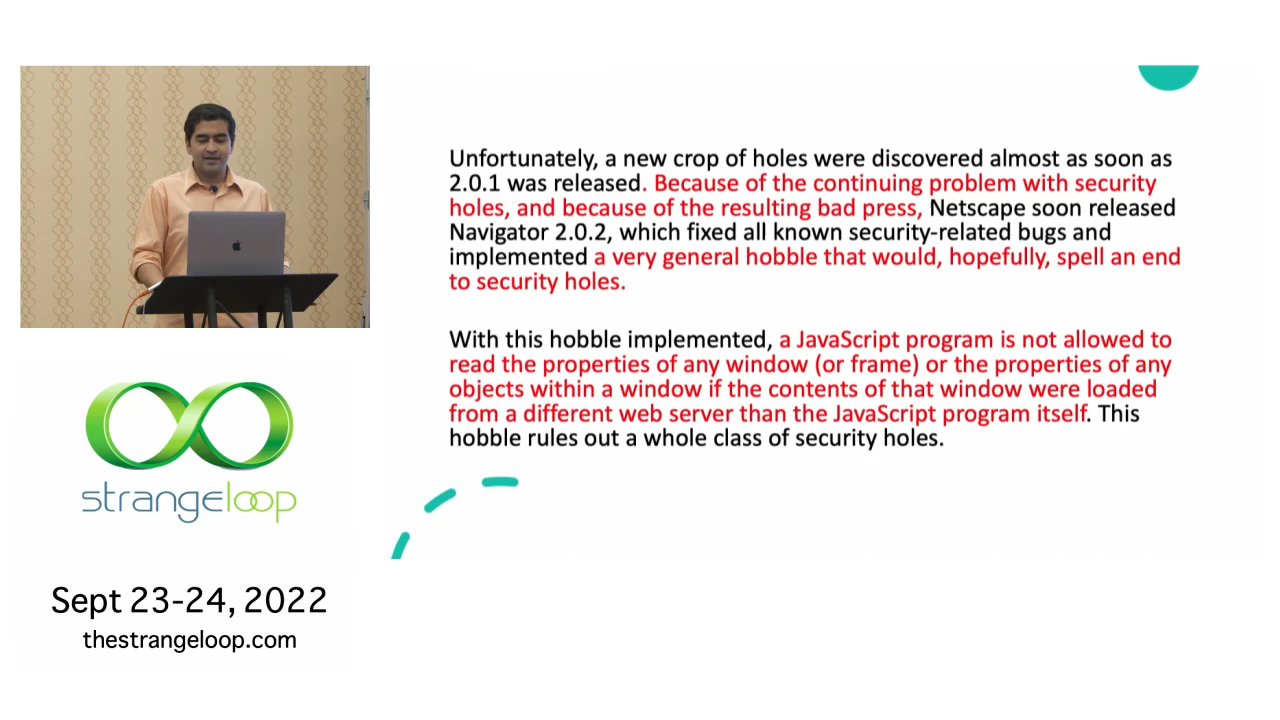 Unfortunately, a new crop of holes were discovered almost as soon as
2.0.1 was released. Because of the continuing problem with security
holes, and because of the resulting bad press, Netscape soon released
Navigator 2.0.2, which fixed all known security-related bugs and
implemented a very general hobble that would, hopefully, spell an end
to security holes.
With this hobble implemented, a JavaScript program is not allowed to
read the properties of any window (or frame) or the properties of any
objects within a window if the contents of that window were loaded
from a different web server than the JavaScript program itself. This
hobble rules out a whole class of security holes.
strangeloop
Sept 23-24, 2022
thestrangeloop.com